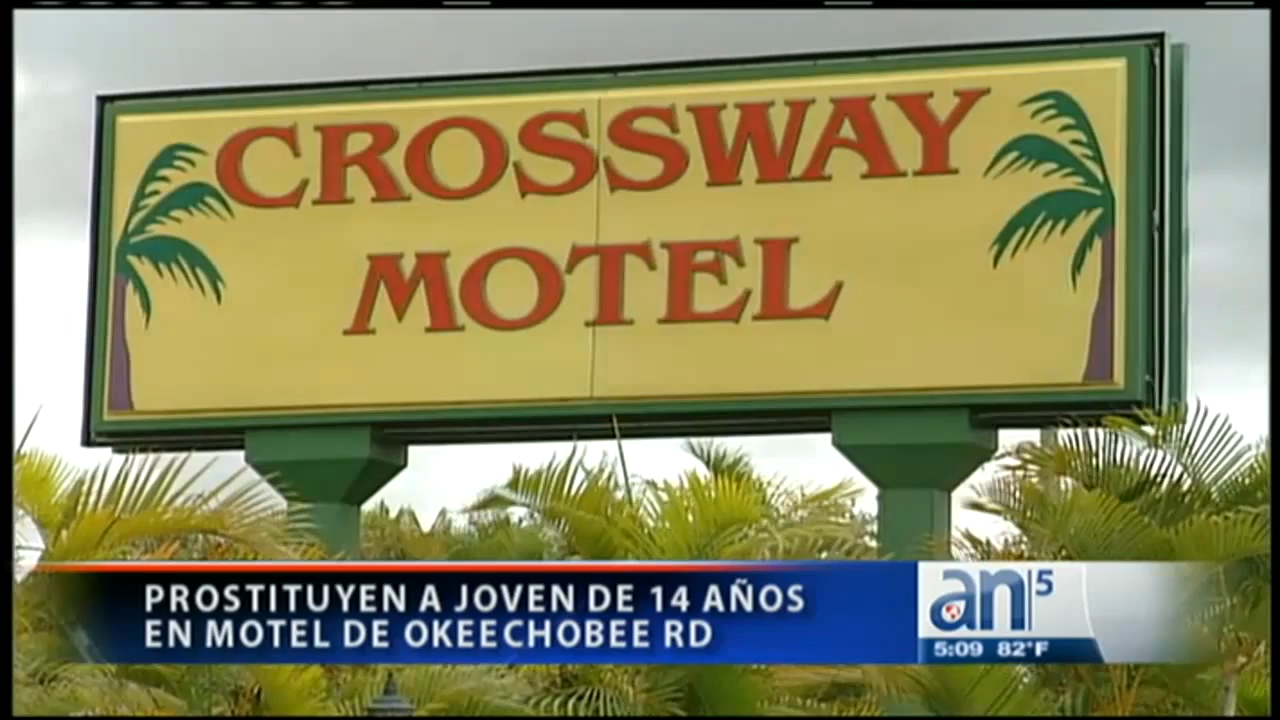 CROSSWAY
MOTEL
PROSTITUYEN A JOVEN DE 14 AÑOS
EN MOTEL DE OKEECHOBEE RD
an 5
5:09 82°F